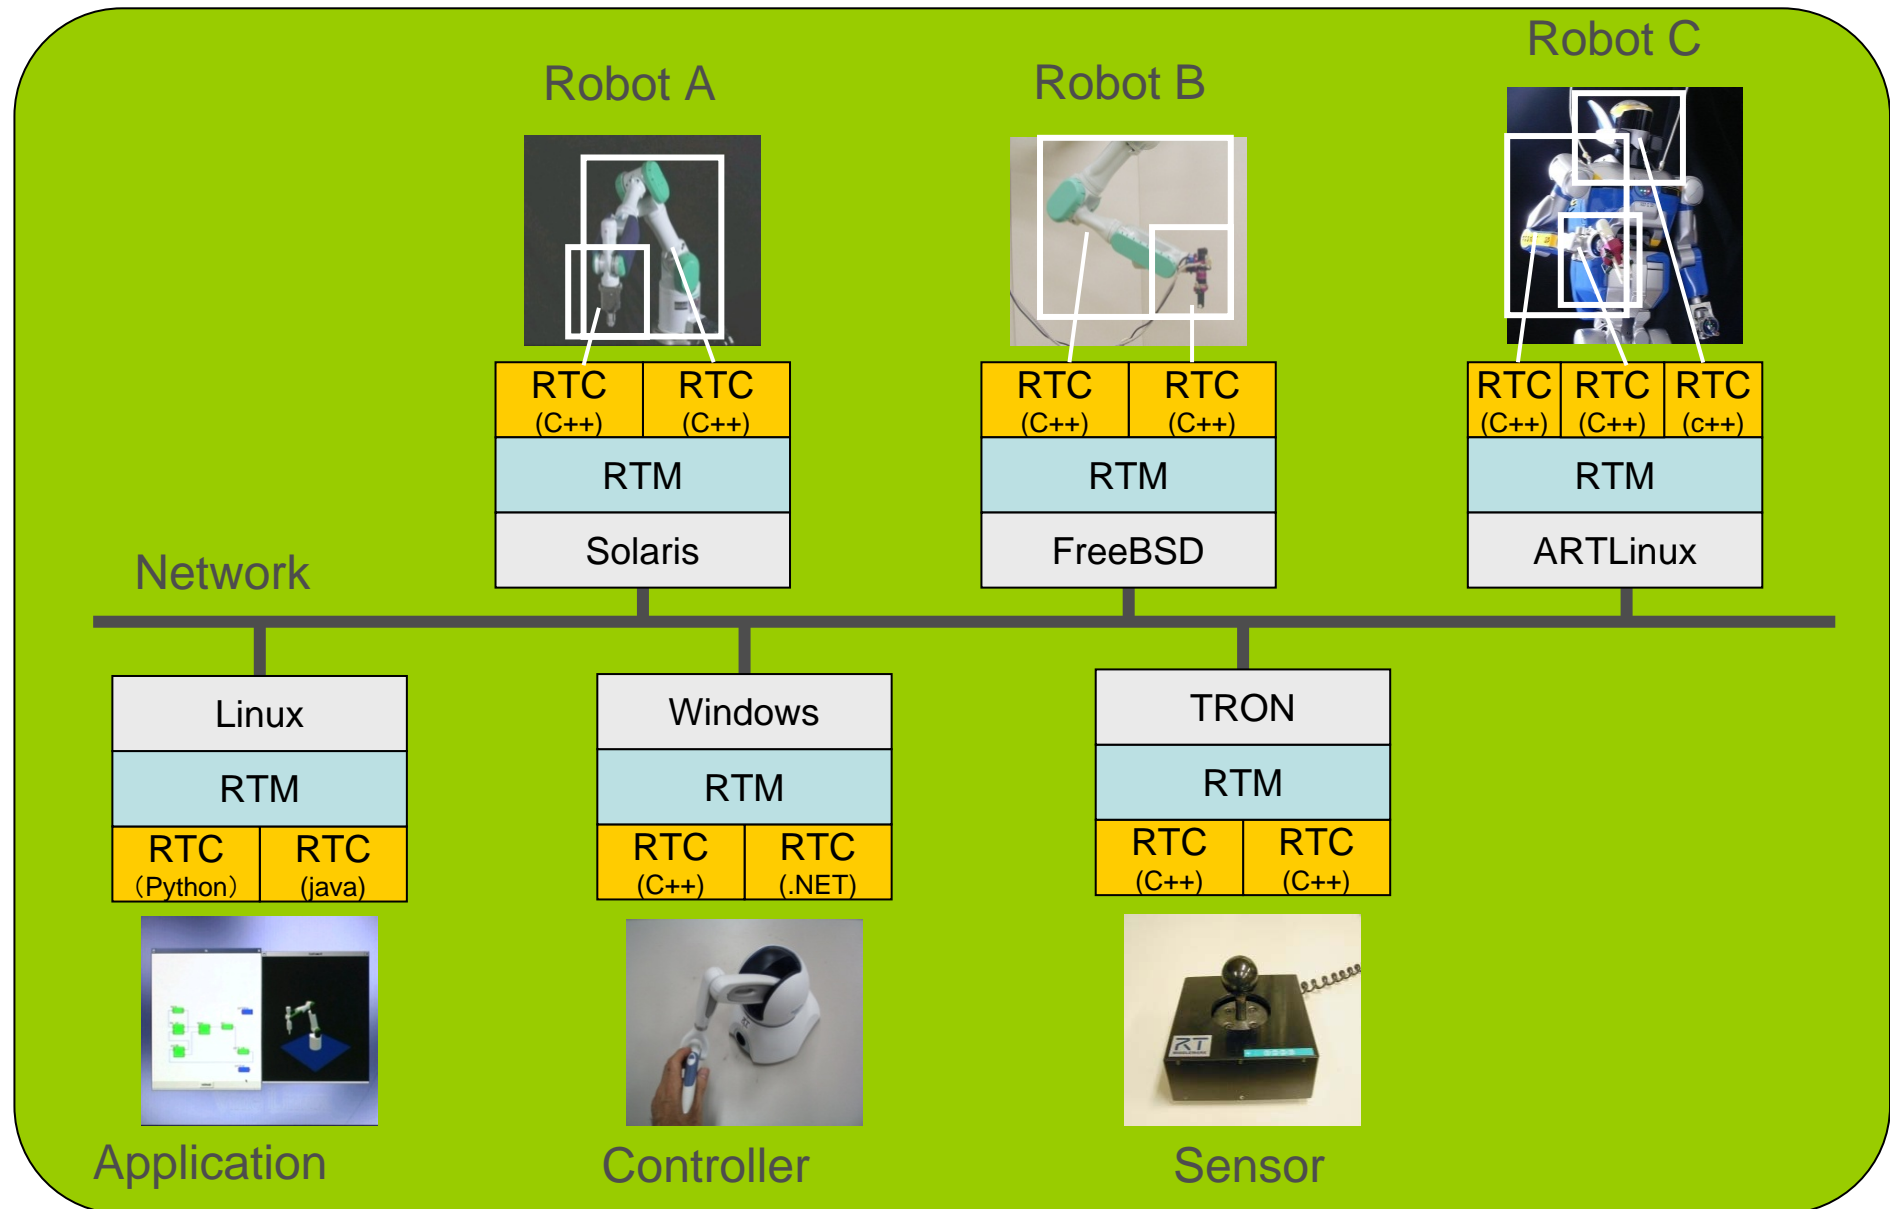 Robot A
Robot B
Robot C
RTC
(C++)
RTC
(C++)
RTM
Solaris
RTC
(C++)
RTC
(C++)
RTM
FreeBSD
RTC
(C++)
RTC
(C++)
RTC
(c++)
RTM
ARTLinux
Network
Linux
RTM
RTC
（Python）
RTC
(java)
Application
Windows
RTM
RTC
(C++)
RTC
(.NET)
Controller
TRON
RTM
RTC
(C++)
RTC
(C++)
RT
Sensor